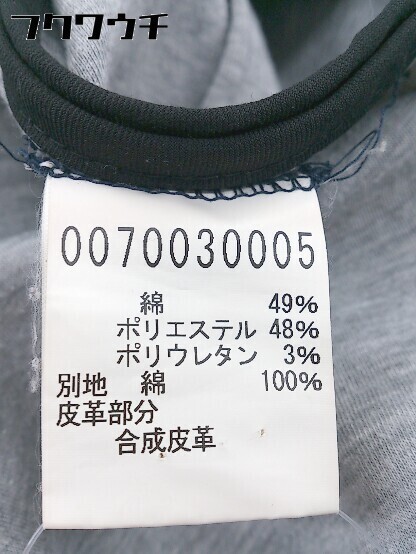 フクワウチ
0070030005
綿 49%
ポリエステル 48%
ポリウレタン 3%
別地 綿 100%
皮革部分
合成皮革